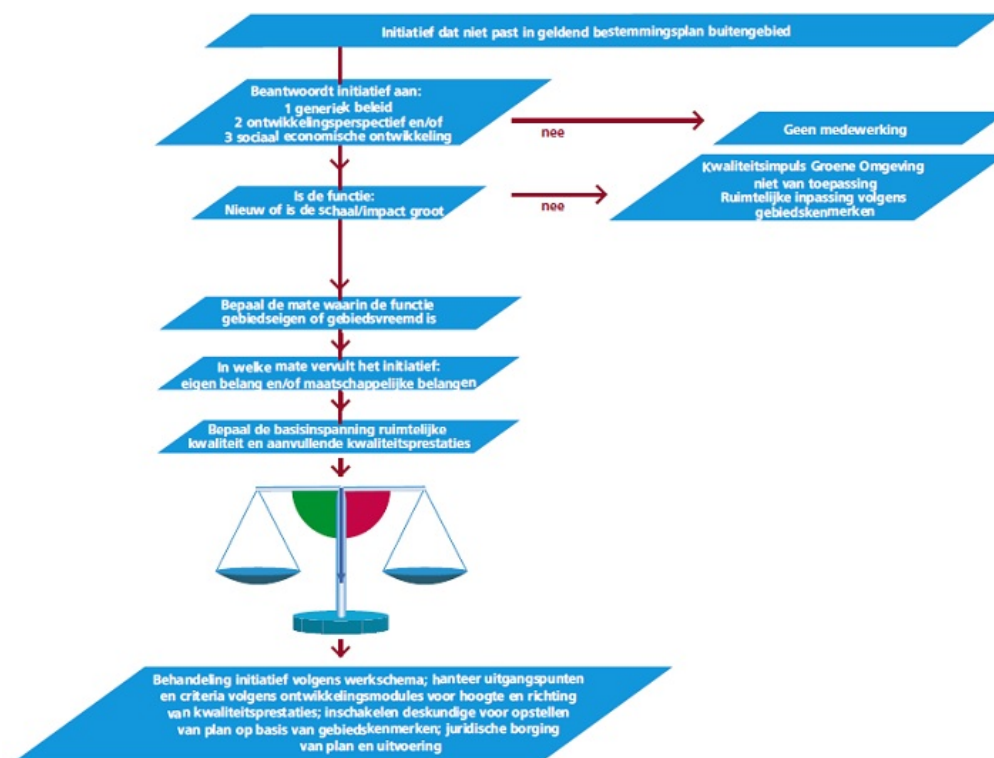 Initiatief dat niet past in geldend bestemmingsplan buitengebied
Beantwoordt initiatief aan:
1 generiek beleid
2 ontwikkelingsperspectief en/of
3 sociaal economische ontwikkeling
nee
Geen medewerking
Is de functie:
Nieuw of is de schaal/impact groot
nee
Kwaliteitsimpuls Groene Omgeving
niet van toepassing
Ruimtelijke inpassing volgens
gebiedskenmerken
Bepaal de mate waarin de functie
gebiedseigen of gebiedsvreemd is
In welke mate vervult het initiatief:
eigen belang en/of maatschappelijke belangen
Bepaal de basisinspanning ruimtelijke
kwaliteit en aanvullende kwaliteitsprestaties
Behandeling initiatief volgens werkschema; hanteer uitgangspunten
en criteria volgens ontwikkelingsmodules voor hoogte en richting
van kwaliteitsprestaties; inschakelen deskundige voor opstellen
van plan op basis van gebiedskenmerken; juridische borging
van plan en uitvoering